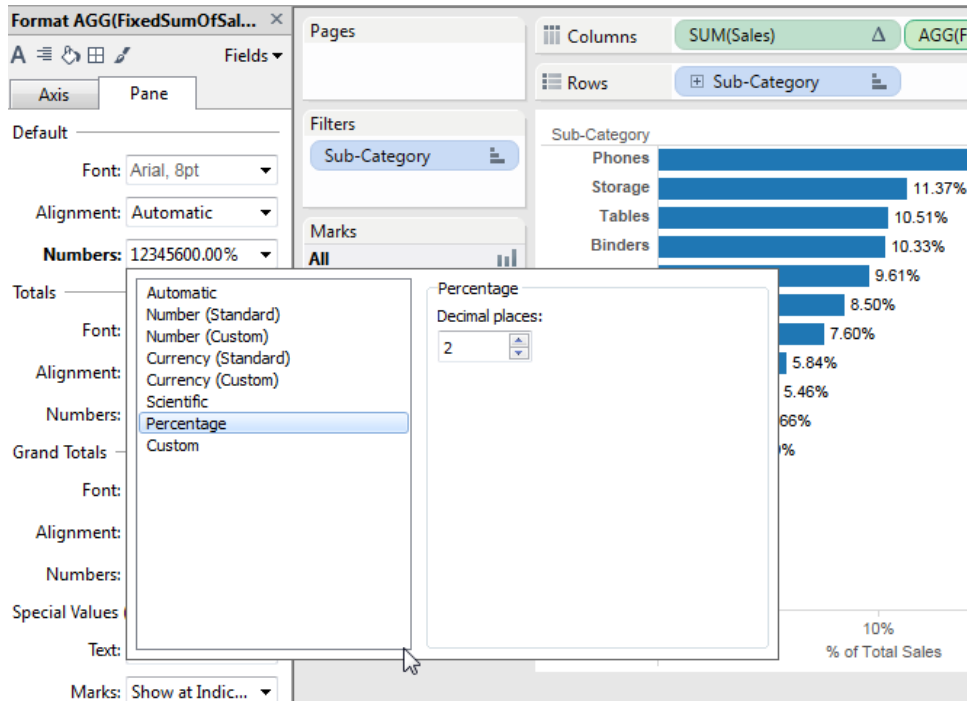 Format AGG(FixedSumOfSal... ×
Fields
Axis
Pane
Default
Font: Arial, 8pt
Alignment: Automatic
Numbers: 12345600.00%
Totals
Font:
Alignment:
Numbers:
Grand Totals
Font:
Alignment:
Numbers:
Special Values
Text:
Marks: Show at Indic...
Automatic
Number (Standard)
Number (Custom)
Currency (Standard)
Currency (Custom)
Scientific
Percentage
Custom
Percentage
Decimal places:
2
Pages
Filters
Sub-Category
Marks
All
Columns
SUM(Sales) Δ
AGG(F
Rows
Sub-Category
Sub-Category
Phones
Storage 11.37%
Tables 10.51%
Binders 10.33%
9.61%
8.50%
7.60%
5.84%
5.46%
66%
%
10%
% of Total Sales